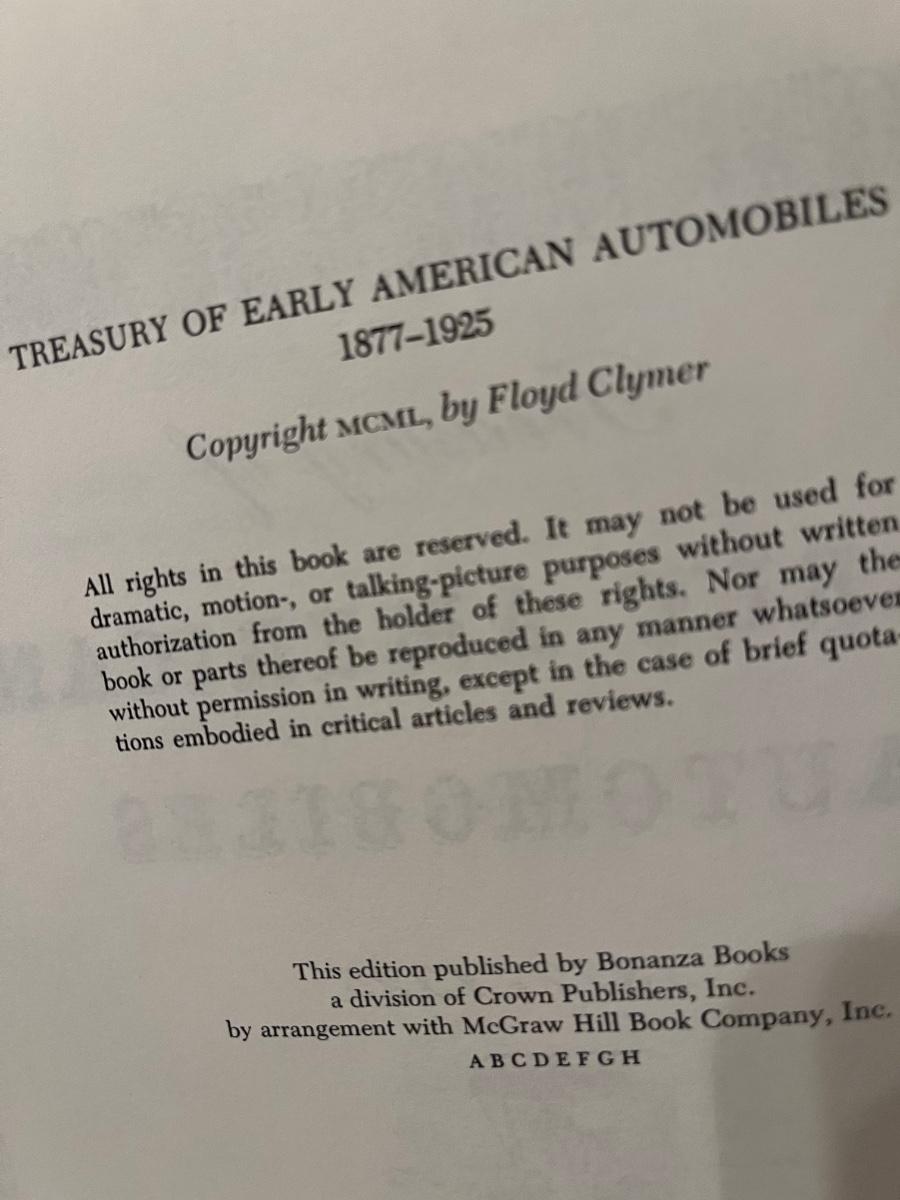 TREASURY OF EARLY AMERICAN AUTOMOBILES
1877–1925
Copyright MCML, by Floyd Clymer
All rights in this book are reserved. It may not be used for
dramatic, motion-, or talking-picture purposes without written
authorization from the holder of these rights. Nor may the
book or parts thereof be reproduced in any manner whatsoever
without permission in writing, except in the case of brief quota-
tions embodied in critical articles and reviews.
AUTOMOBILES
This edition published by Bonanza Books
a division of Crown Publishers, Inc.
by arrangement with McGraw Hill Book Company, Inc.
A B C D E F G H